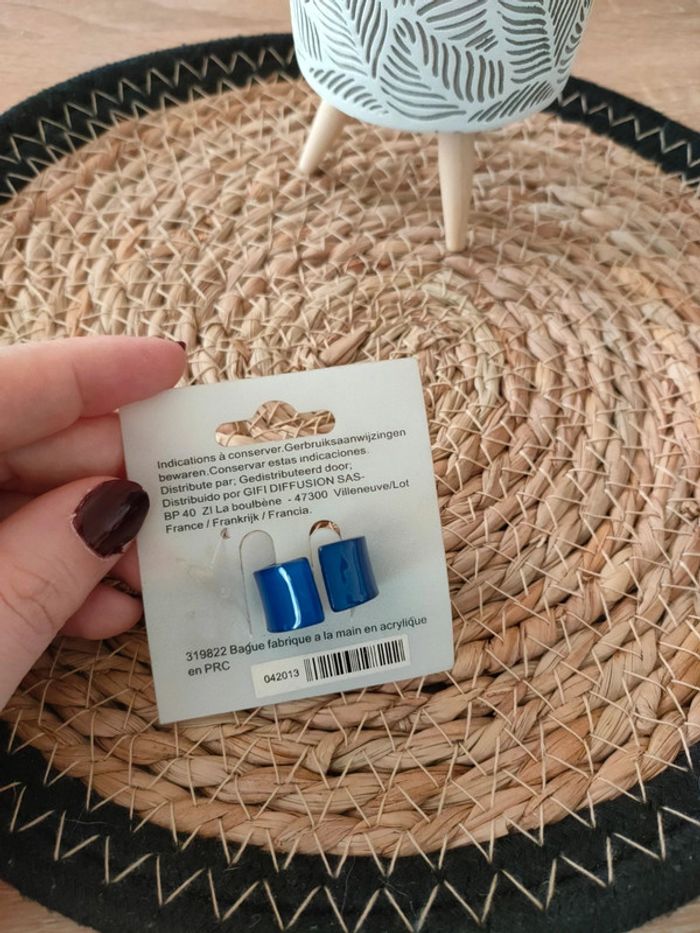 Indications à conserver.Gerbruiksaanwijzingen
bewaren.Conservar estas indicaciones.
Distribute par; Gedistributeerd door;
Distribuido por GIFI DIFFUSION SAS-
BP 40 ZI La boulbène - 47300 Villeneuve/Lot
France / Frankrijk / Francia.
319822 Bague fabrique a la main en acrylique
en PRC
042013